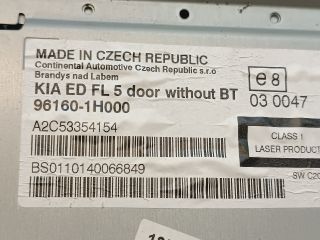 MADE IN CZECH REPUBLIC
Continental Automotive Czech Republic s.r.o
Brandys nad Labem
KIA ED FL 5 door without BT
96160-1H000
e8
03 0047
A2C53354154
CLASS 1
LASER PRODUCT
BS0110140066849